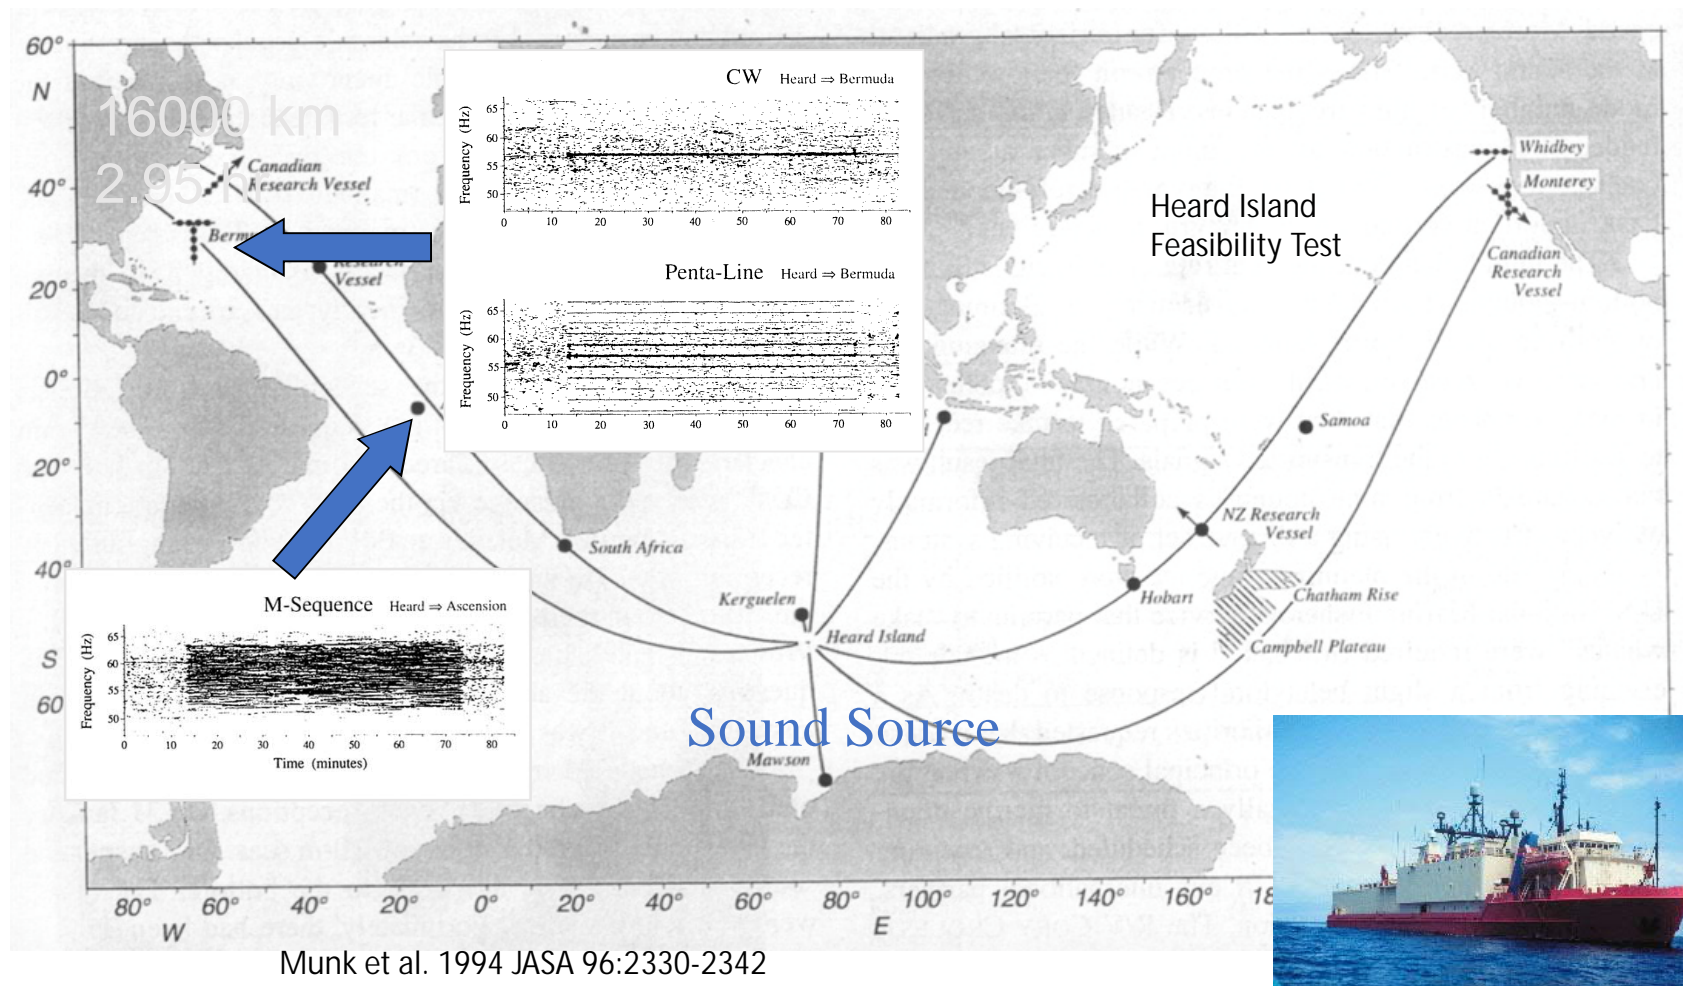 60°
N
40°
20°
0°
20°
40°
S
60
16000 km
2.95
Canadian
Research Vessel
Research
Vessel
CW Heard ⇒ Bermuda
Frequency (Hz)
65
60
55
50
0 10 20 30 40 50 60 70 80
Penta-Line Heard ⇒ Bermuda
Frequency (Hz)
65
60
55
50
0 10 20 30 40 50 60 70 80
Heard Island
Feasibility Test
Whidbey
Monterey
Canadian
Research
Vessel
Samoa
NZ Research
Vessel
South Africa
Kerguelen
Hobart
Chatham Rise
Heard Island
Campbell Plateau
M-Sequence Heard ⇒ Ascension
Frequency (Hz)
65
60
55
50
0 10 20 30 40 50 60 70 80
Time (minutes)
Sound Source
Mawson
80° 60° 40° 20° 0° 20° 40° 60° 80° 100° 120° 140° 160°
W
E
Munk et al. 1994 JASA 96:2330-2342